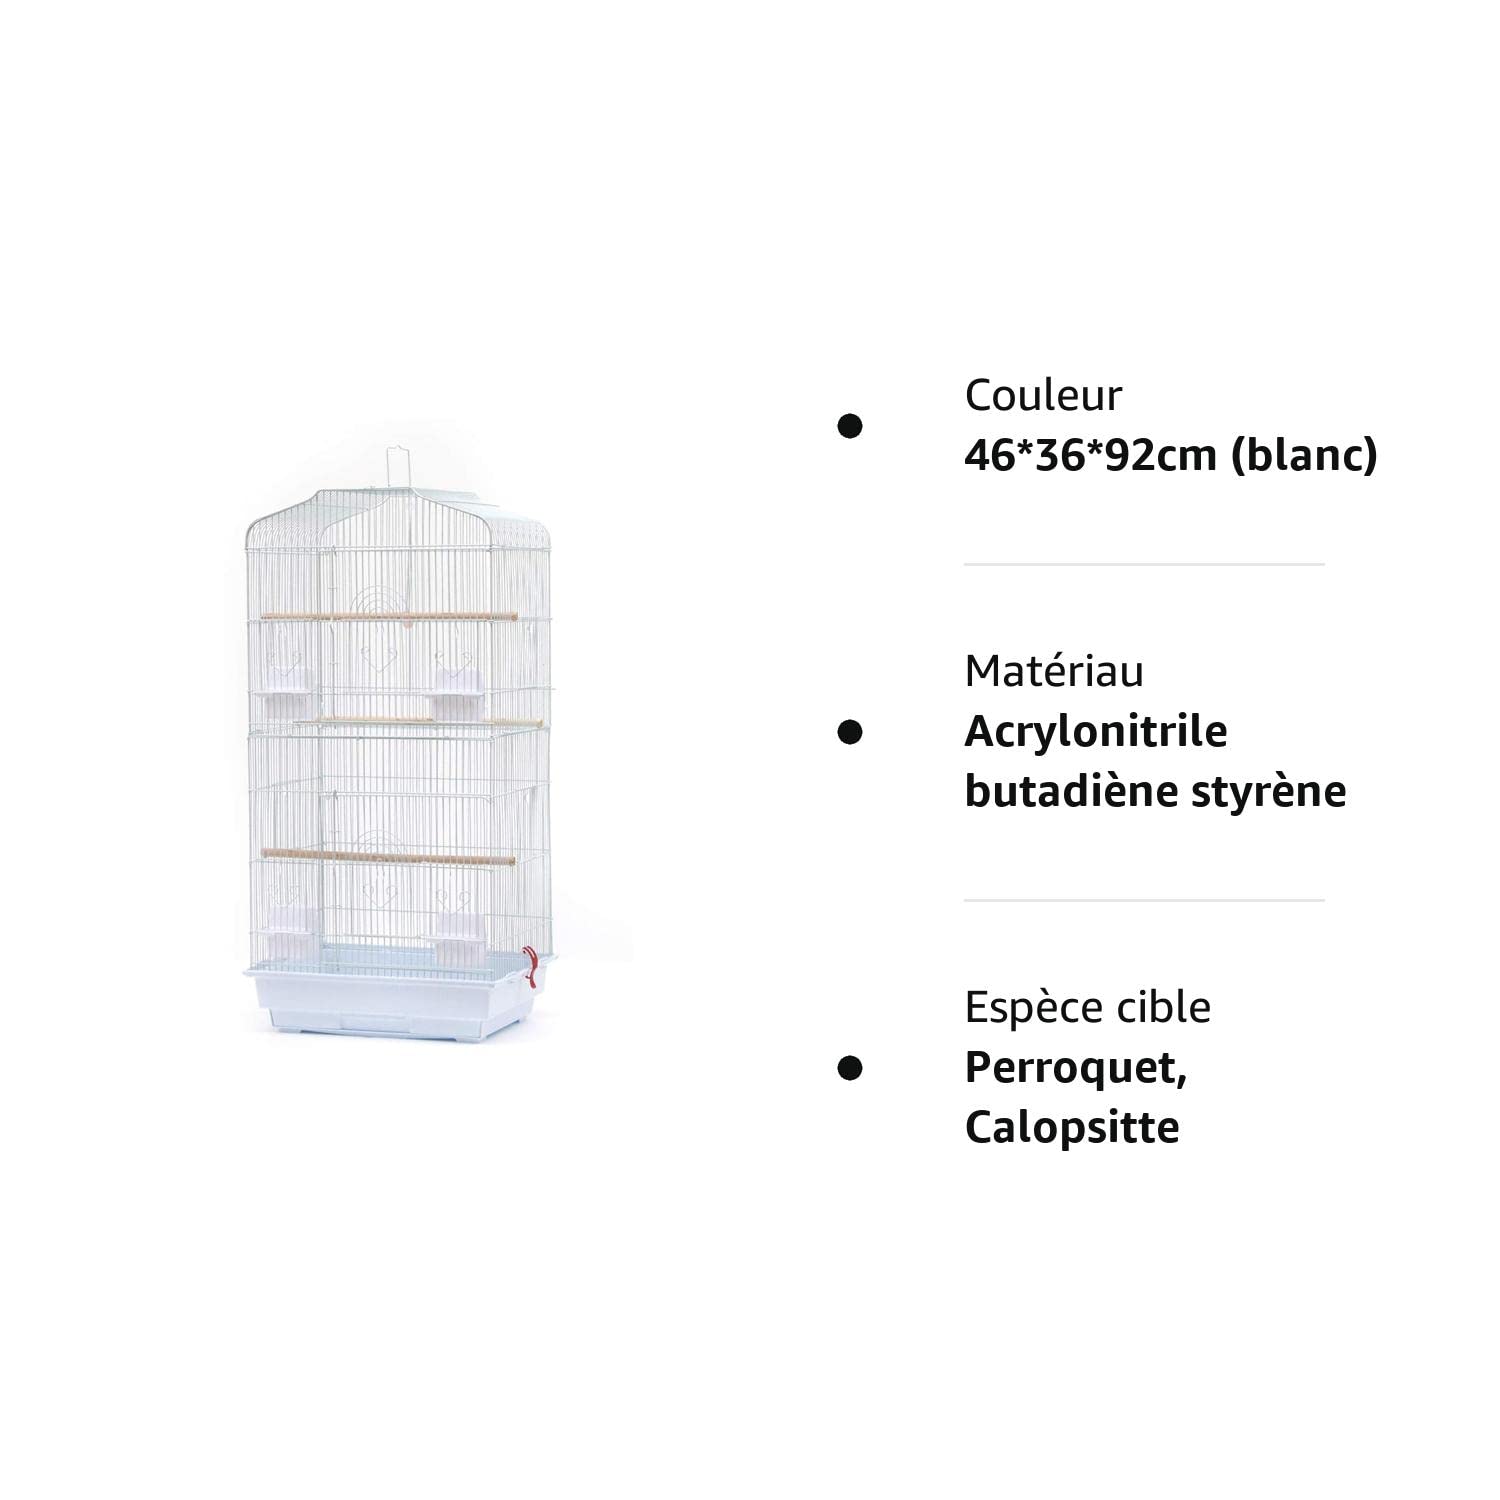 Couleur
46*36*92cm (blanc)
Matériau
Acrylonitrile
butadiène styrène
Espèce cible
Perroquet,
Calopsitte